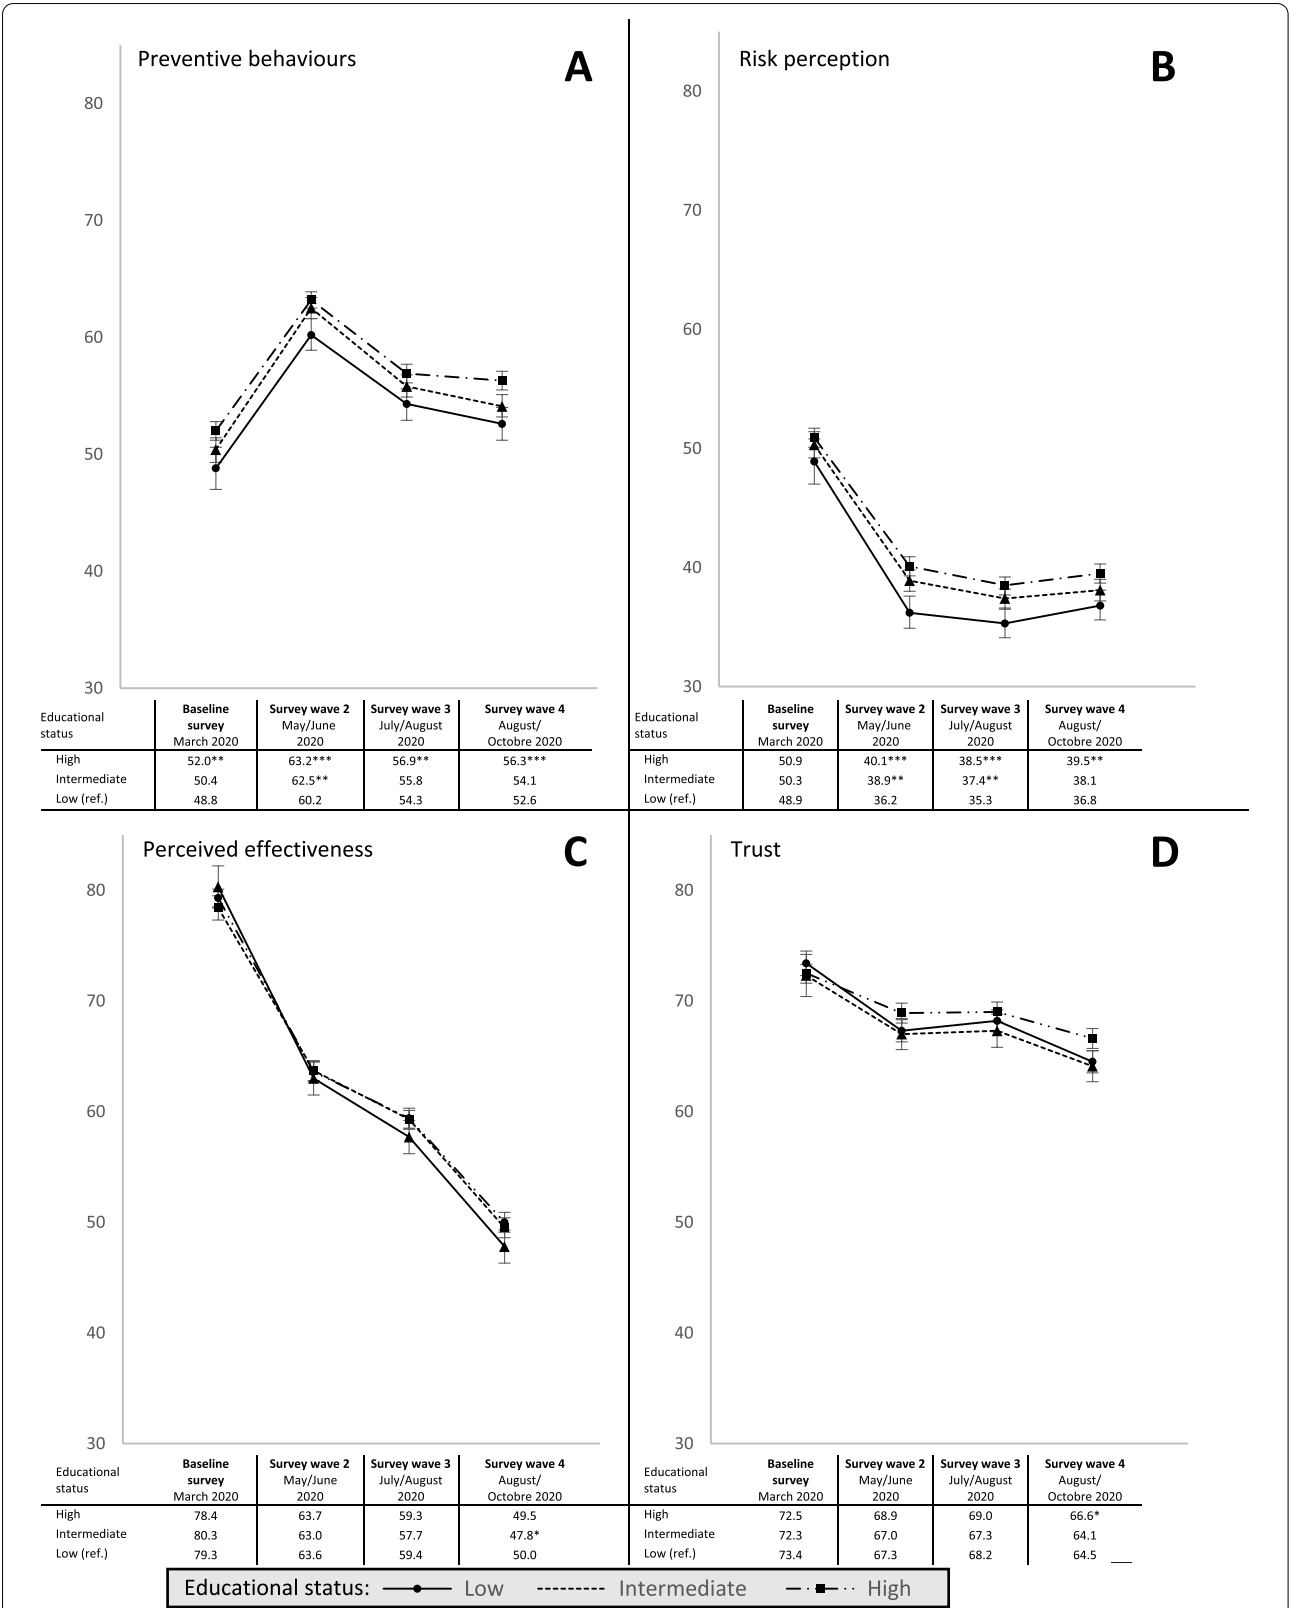 Preventive behaviours
A
80
70
60
50
40
30
Educational status
Baseline survey March 2020
Survey wave 2 May/June 2020
Survey wave 3 July/August 2020
Survey wave 4 August/ Octobre 2020
High 52.0** 63.2*** 56.9** 56.3***
Intermediate 50.4 62.5** 55.8 54.1
Low (ref.) 48.8 60.2 54.3 52.6
Risk perception
B
80
70
60
50
40
30
Educational status
Baseline survey March 2020
Survey wave 2 May/June 2020
Survey wave 3 July/August 2020
Survey wave 4 August/ Octobre 2020
High 50.9 40.1*** 38.5*** 39.5**
Intermediate 50.3 38.9** 37.4** 38.1
Low (ref.) 48.9 36.2 35.3 36.8
Perceived effectiveness
C
80
70
60
50
40
30
Educational status
Baseline survey March 2020
Survey wave 2 May/June 2020
Survey wave 3 July/August 2020
Survey wave 4 August/ Octobre 2020
High 78.4 63.7 59.3 49.5
Intermediate 80.3 63.0 57.7 47.8*
Low (ref.) 79.3 63.6 59.4 50.0
Trust
D
80
70
60
50
40
30
Educational status
Baseline survey March 2020
Survey wave 2 May/June 2020
Survey wave 3 July/August 2020
Survey wave 4 August/ Octobre 2020
High 72.5 68.9 69.0 66.6*
Intermediate 72.3 67.0 67.3 64.1
Low (ref.) 73.4 67.3 68.2 64.5
Educational status: Low Intermediate High